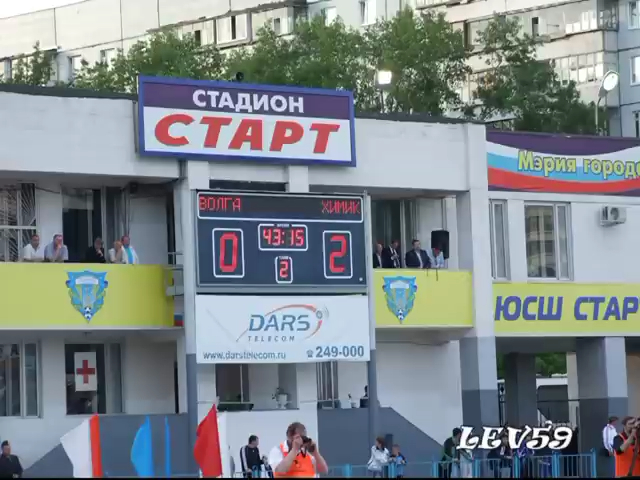 СТАДИОН
СТАРТ
Мэрия города
ВОЛГА ХИМИК
0 43:15 2
2
DARS
TELECOM
www.darstelecom.ru ☎249-000
ЮСШ СТАР
LEV59